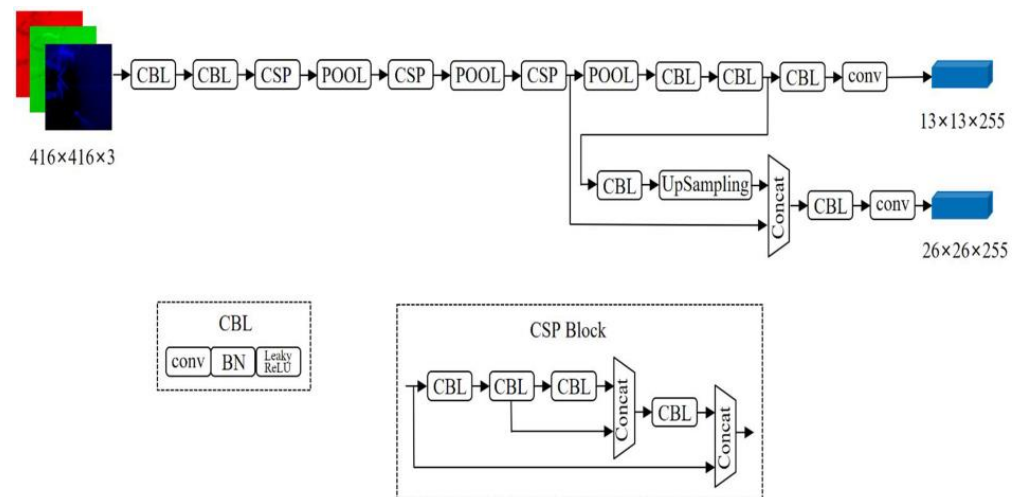 CBL CBL CSP POOL CSP POOL CSP POOL CBL CBL CBL conv
13×13×255
416×416×3
CBL UpSampling Concat CBL conv
26×26×255
CBL
conv BN Leaky
ReLU
CSP Block
CBL CBL CBL Concat
CBL Concat